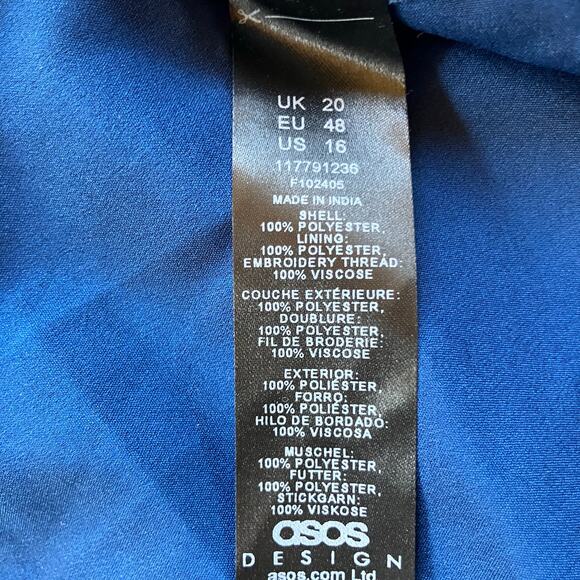 UK 20
EU 48
US 16
117791236
F102405
MADE IN INDIA
SHELL:
100% POLYESTER,
LINING:
100% POLYESTER,
EMBROIDERY THREAD:
100% VISCOSE
COUCHE EXTÉRIEURE:
100% POLYESTER,
DOUBLURE:
100% POLYESTER,
FIL DE BRODERIE:
100% VISCOSE
EXTERIOR:
100% POLIÉSTER,
FORRO:
100% POLIÉSTER,
HILO DE BORDADO:
100% VISCOSA
MUSCHEL:
100% POLYESTER,
FUTTER:
100% POLYESTER,
STICKGARN:
100% VISKOSE
asos
DESIGN
asos.com Ltd